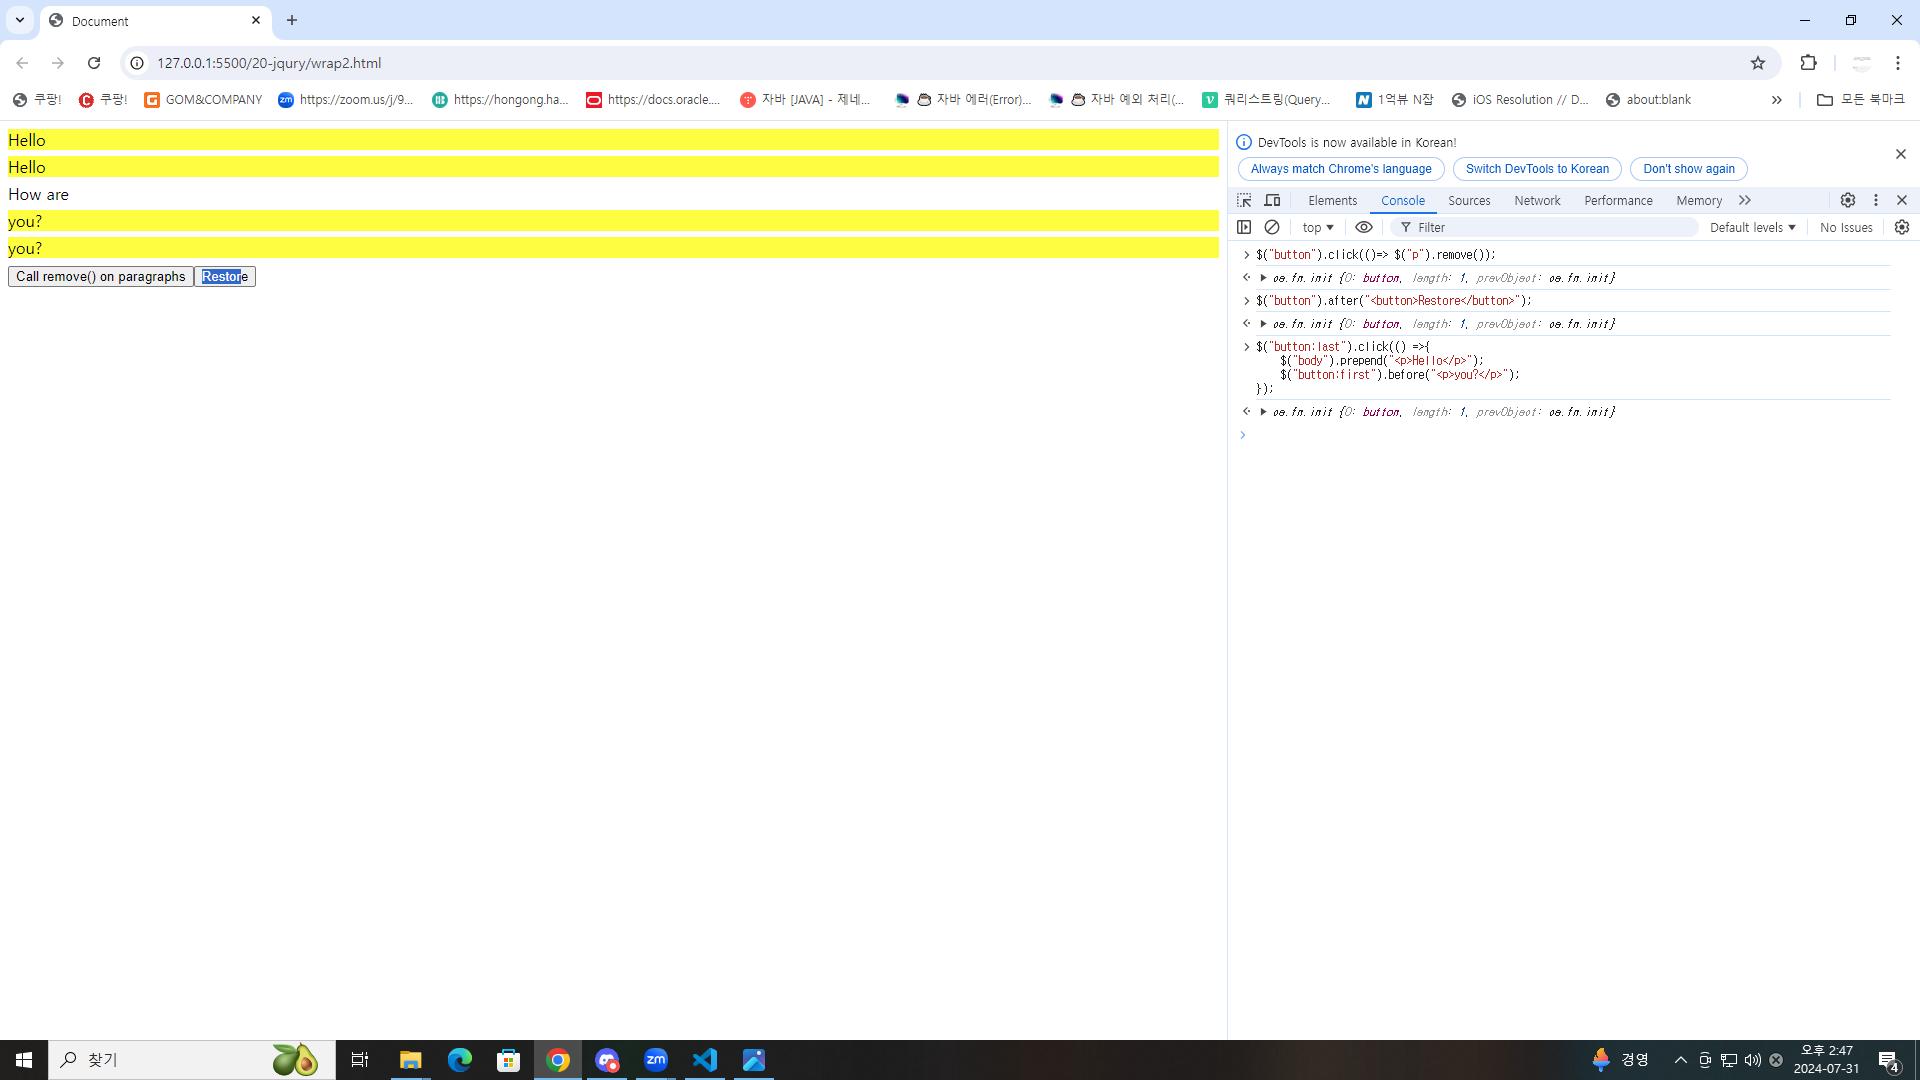 Document
127.0.0.1:5500/20-jqury/wrap2.html
쿠팡!
쿠팡!
GOM&COMPANY
https://zoom.us/j/9...
https://hongong.ha...
https://docs.oracle....
자바 [JAVA] - 제네...
자바 에러(Error)...
자바 예외 처리(...
쿼리스트링(Query...
1억뷰 N잡
iOS Resolution // D...
about:blank
모든 북마크
Hello
Hello
How are
you?
you?
Call remove() on paragraphs
Restore
DevTools is now available in Korean!
Always match Chrome's language
Switch DevTools to Korean
Don't show again
Elements
Console
Sources
Network
Performance
Memory
top
Filter
Default levels
No Issues
$("button").click(()=> $("p").remove());
oe.fn.init {0: button, length: 1, prevObject: oe.fn.init}
$("button").after("<button>Restore</button>");
oe.fn.init {0: button, length: 1, prevObject: oe.fn.init}
$("button:last").click(() =>{
$("body").prepend("<p>Hello</p>");
$("button:first").before("<p>you?</p>");
});
oe.fn.init {0: button, length: 1, prevObject: oe.fn.init}
찾기
zm
경영
오후 2:47
2024-07-31
4